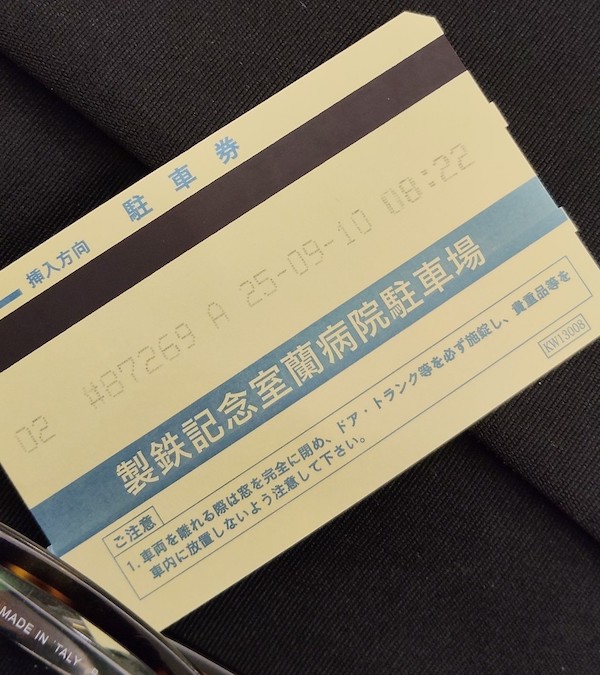 挿入方向 駐車券
02 #87269 A 25-09-10 08:22
製鉄記念室蘭病院駐車場
KW13008
ご注意
1. 車両を離れる際は窓を完全に閉め、ドア・トランク等を必ず施錠し、貴重品等を
車内に放置しないよう注意して下さい。
MADE IN ITALY